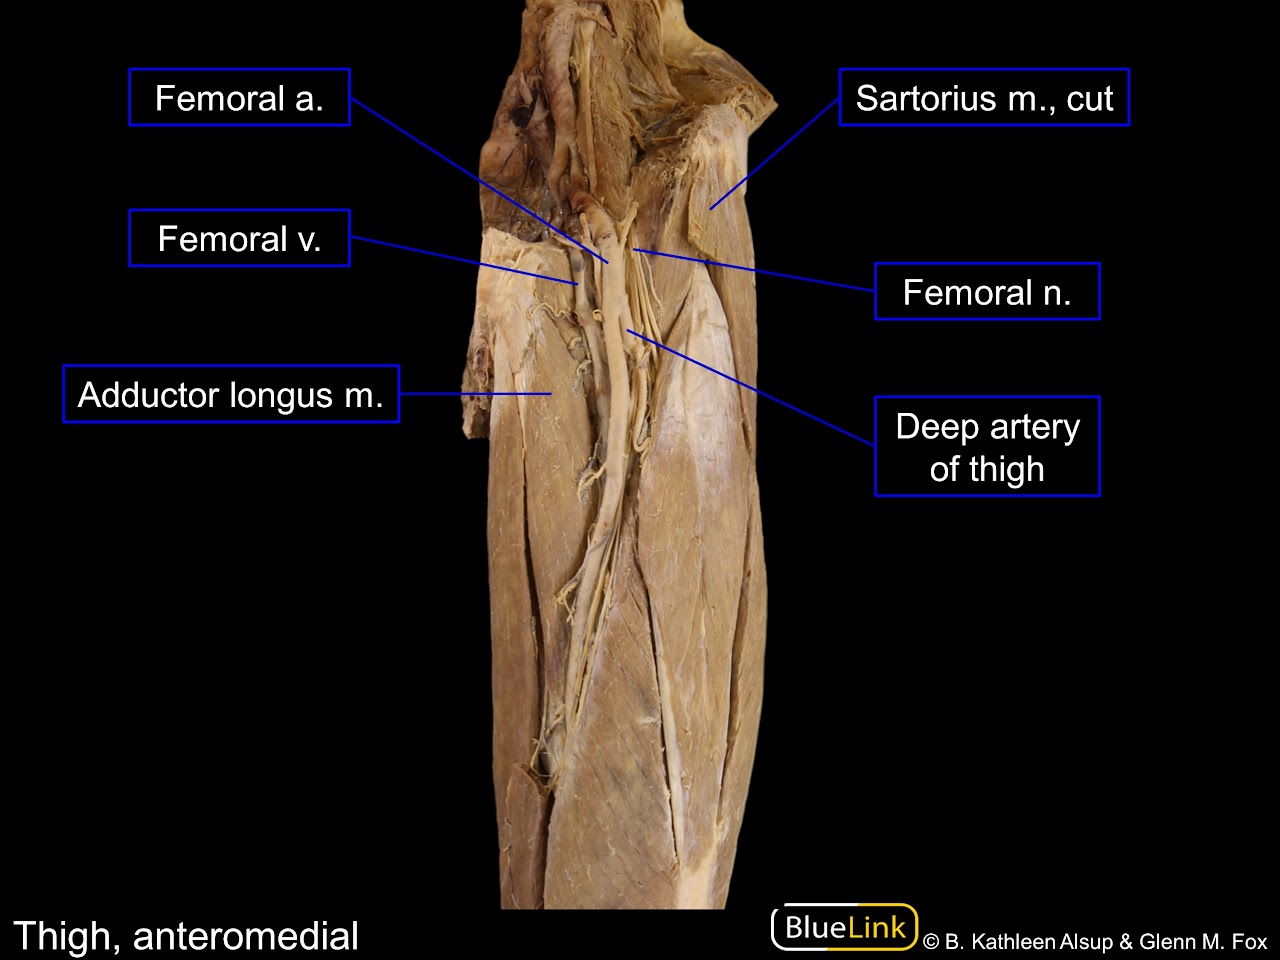 Femoral a.
Sartorius m., cut
Femoral v.
Femoral n.
Adductor longus m.
Deep artery
of thigh
Thigh, anteromedial
BlueLink
© B. Kathleen Alsup & Glenn M. Fox